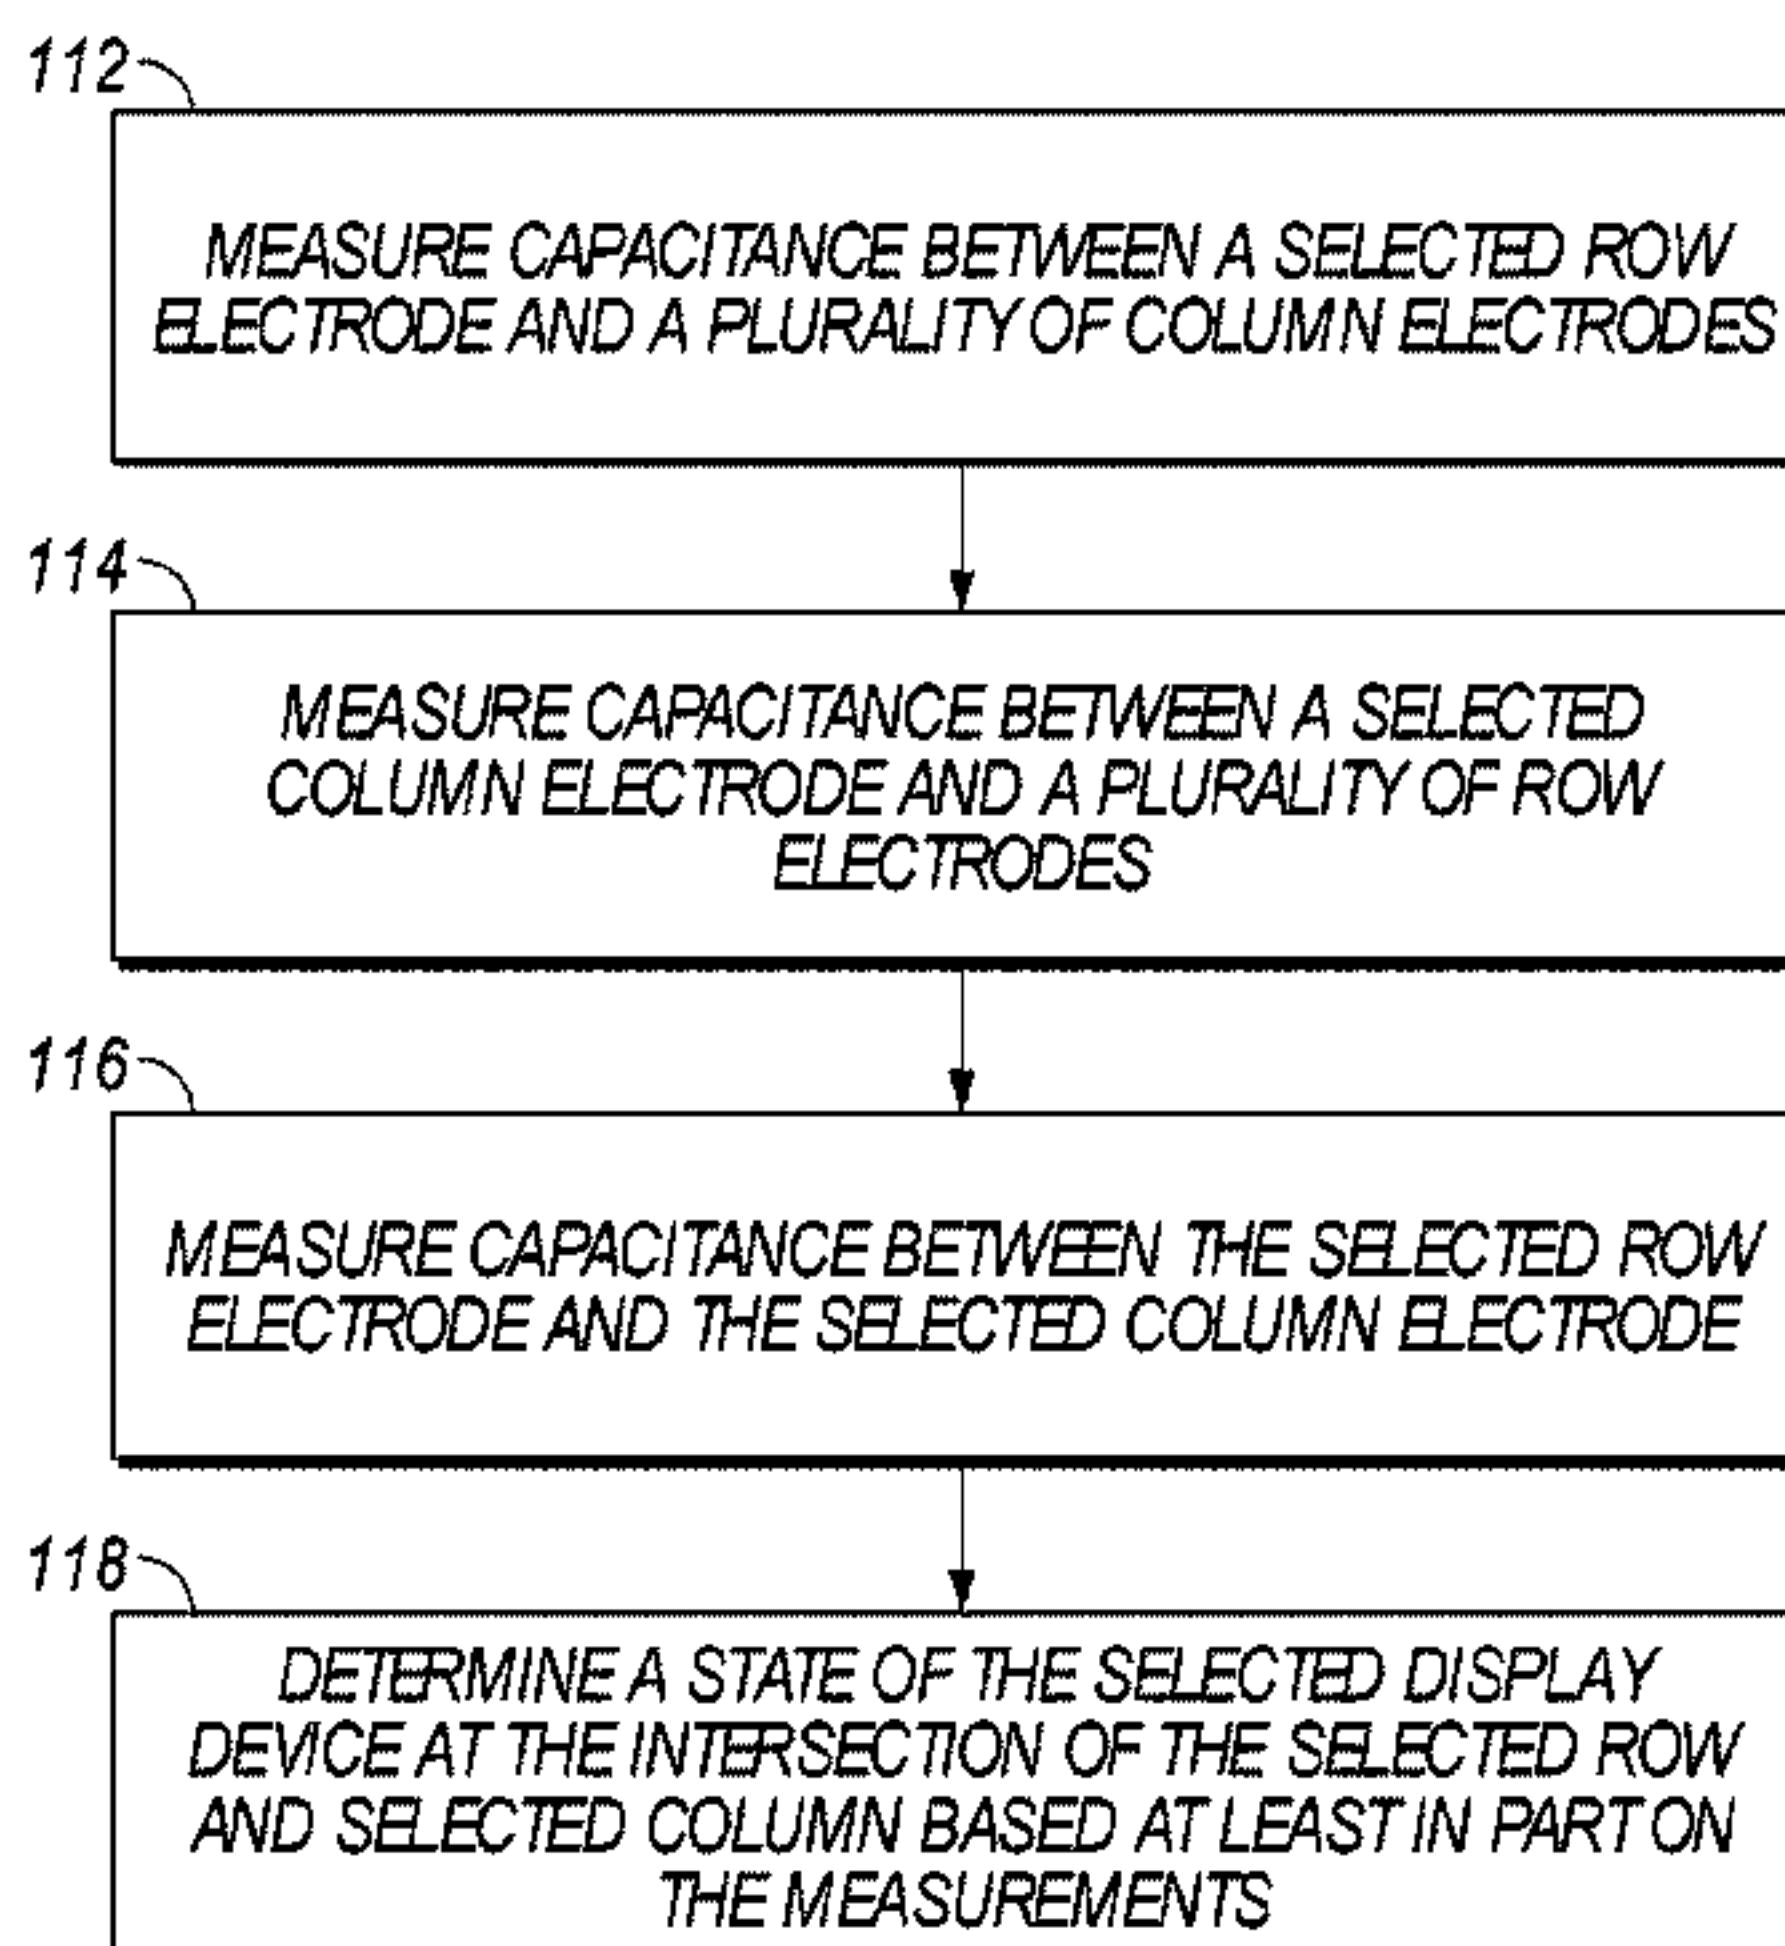 112
MEASURE CAPACITANCE BETWEEN A SELECTED ROW
ELECTRODE AND A PLURALITY OF COLUMN ELECTRODES
114
MEASURE CAPACITANCE BETWEEN A SELECTED
COLUMN ELECTRODE AND A PLURALITY OF ROW
ELECTRODES
116
MEASURE CAPACITANCE BETWEEN THE SELECTED ROW
ELECTRODE AND THE SELECTED COLUMN ELECTRODE
118
DETERMINE A STATE OF THE SELECTED DISPLAY
DEVICE AT THE INTERSECTION OF THE SELECTED ROW
AND SELECTED COLUMN BASED AT LEAST IN PART ON
THE MEASUREMENTS